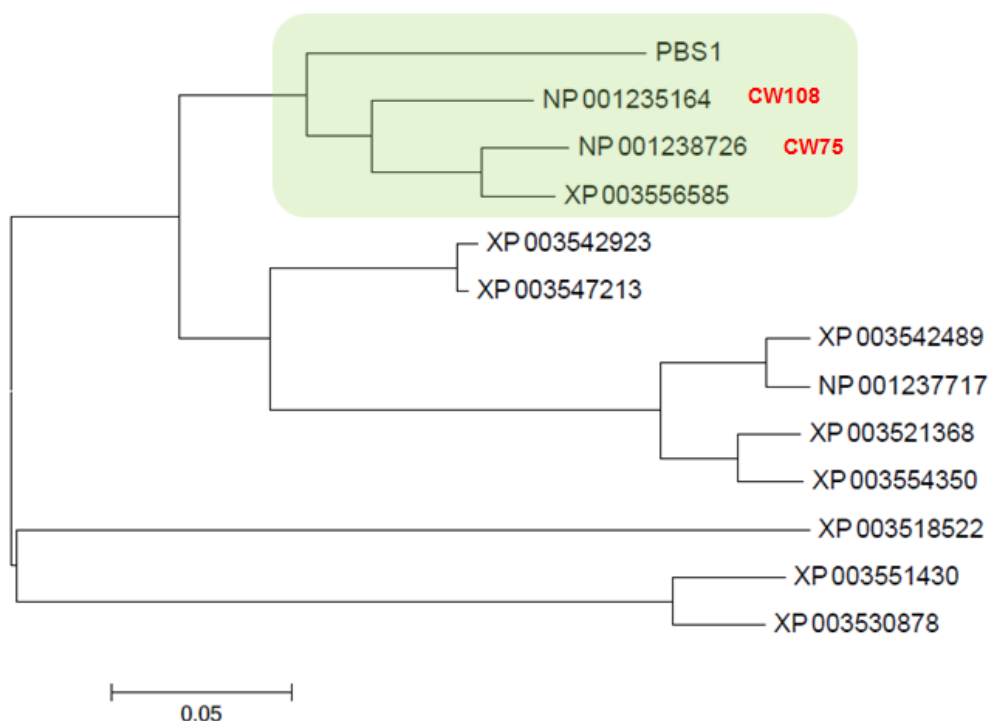 PBS1
NP 001235164 CW108
NP 001238726 CW75
XP 003556585
XP 003542923
XP 003547213
XP 003542489
NP 001237717
XP 003521368
XP 003554350
XP 003518522
XP 003551430
XP 003530878
0.05